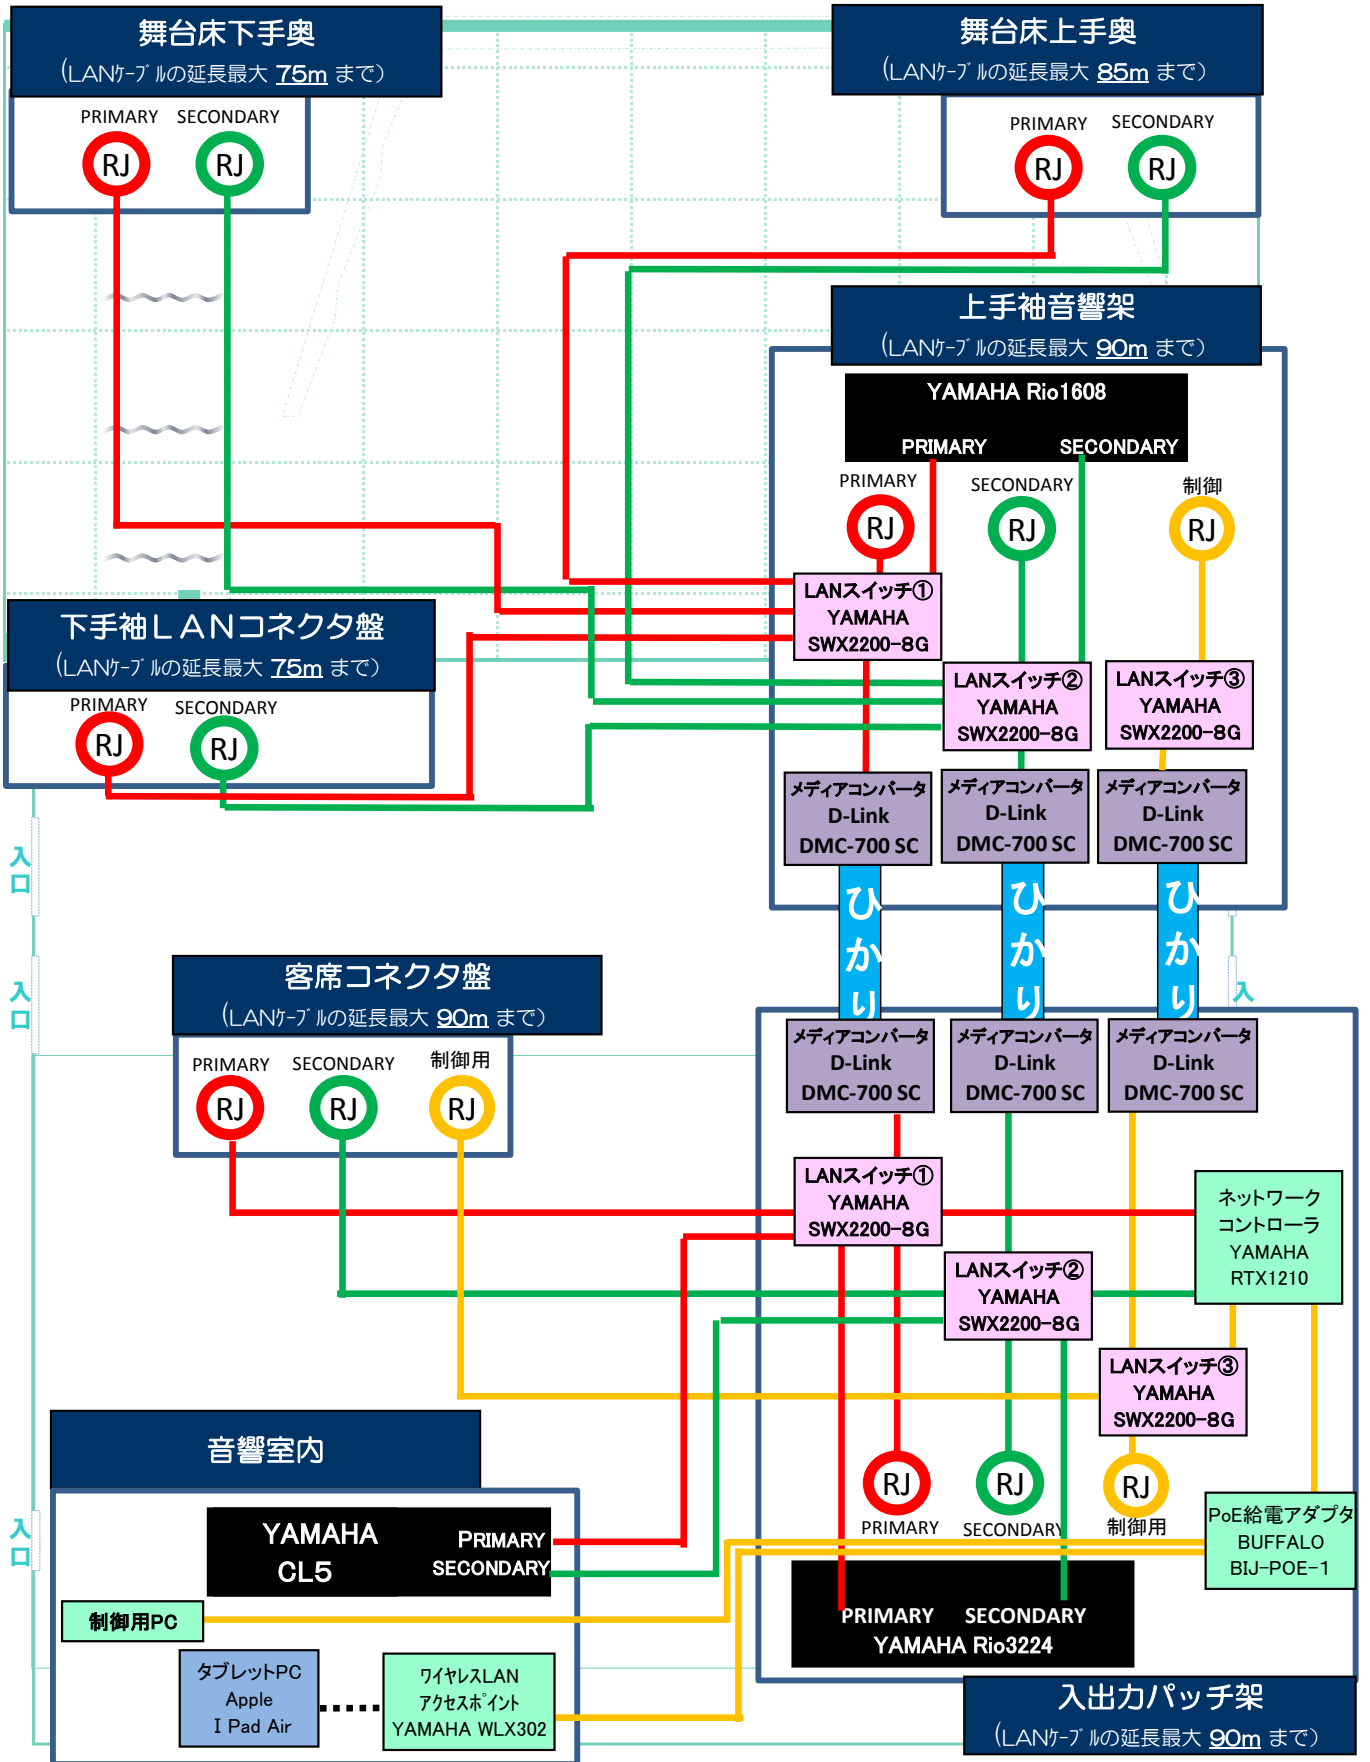 舞台床下手奥
(LANｹｰﾌﾞﾙの延長最大 75m まで)
PRIMARY
SECONDARY
RJ
RJ
舞台床上手奥
(LANｹｰﾌﾞﾙの延長最大 85m まで)
PRIMARY
SECONDARY
RJ
RJ
上手袖音響架
(LANｹｰﾌﾞﾙの延長最大 90m まで)
YAMAHA Rio1608
PRIMARY
SECONDARY
PRIMARY
SECONDARY
制御
RJ
RJ
RJ
LANスイッチ①
YAMAHA
SWX2200-8G
LANスイッチ②
YAMAHA
SWX2200-8G
LANスイッチ③
YAMAHA
SWX2200-8G
下手袖ＬＡＮコネクタ盤
(LANｹｰﾌﾞﾙの延長最大 75m まで)
PRIMARY
SECONDARY
RJ
RJ
メディアコンバータ
D-Link
DMC-700 SC
メディアコンバータ
D-Link
DMC-700 SC
メディアコンバータ
D-Link
DMC-700 SC
ひかり
ひかり
ひかり
入口
入口
入
入口
客席コネクタ盤
(LANｹｰﾌﾞﾙの延長最大 90m まで)
PRIMARY
SECONDARY
制御用
RJ
RJ
RJ
メディアコンバータ
D-Link
DMC-700 SC
メディアコンバータ
D-Link
DMC-700 SC
メディアコンバータ
D-Link
DMC-700 SC
LANスイッチ①
YAMAHA
SWX2200-8G
ネットワーク
コントローラ
YAMAHA
RTX1210
LANスイッチ②
YAMAHA
SWX2200-8G
LANスイッチ③
YAMAHA
SWX2200-8G
RJ
RJ
RJ
PRIMARY
SECONDARY
制御用
PoE給電アダプタ
BUFFALO
BIJ-POE-1
PRIMARY
SECONDARY
YAMAHA Rio3224
入出力パッチ架
(LANｹｰﾌﾞﾙの延長最大 90m まで)
音響室内
YAMAHA
CL5
PRIMARY
SECONDARY
制御用PC
タブレットPC
Apple
I Pad Air
ワイヤレスLAN
アクセスﾎﾟイント
YAMAHA WLX302